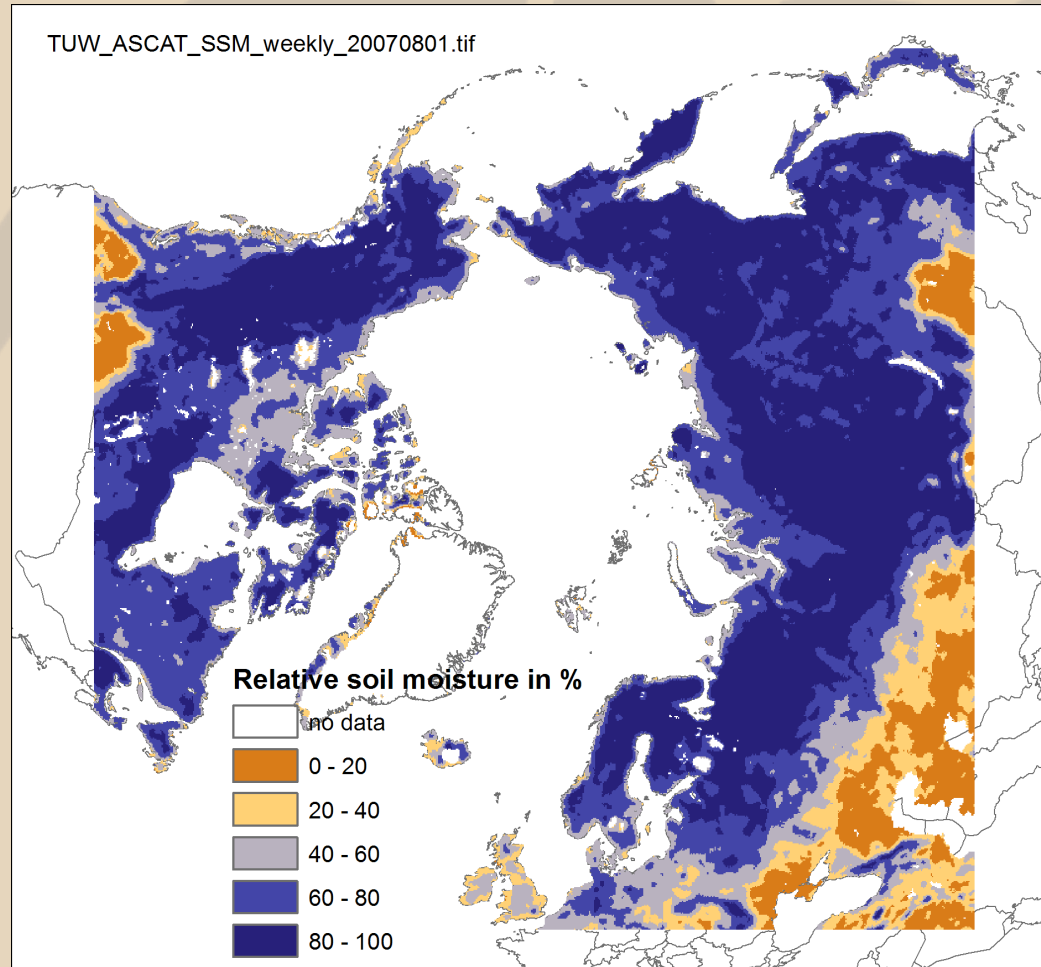 TUW_ASCAT_SSM_weekly_20070801.tif
Relative soil moisture in %
no data
0 - 20
20 - 40
40 - 60
60 - 80
80 - 100